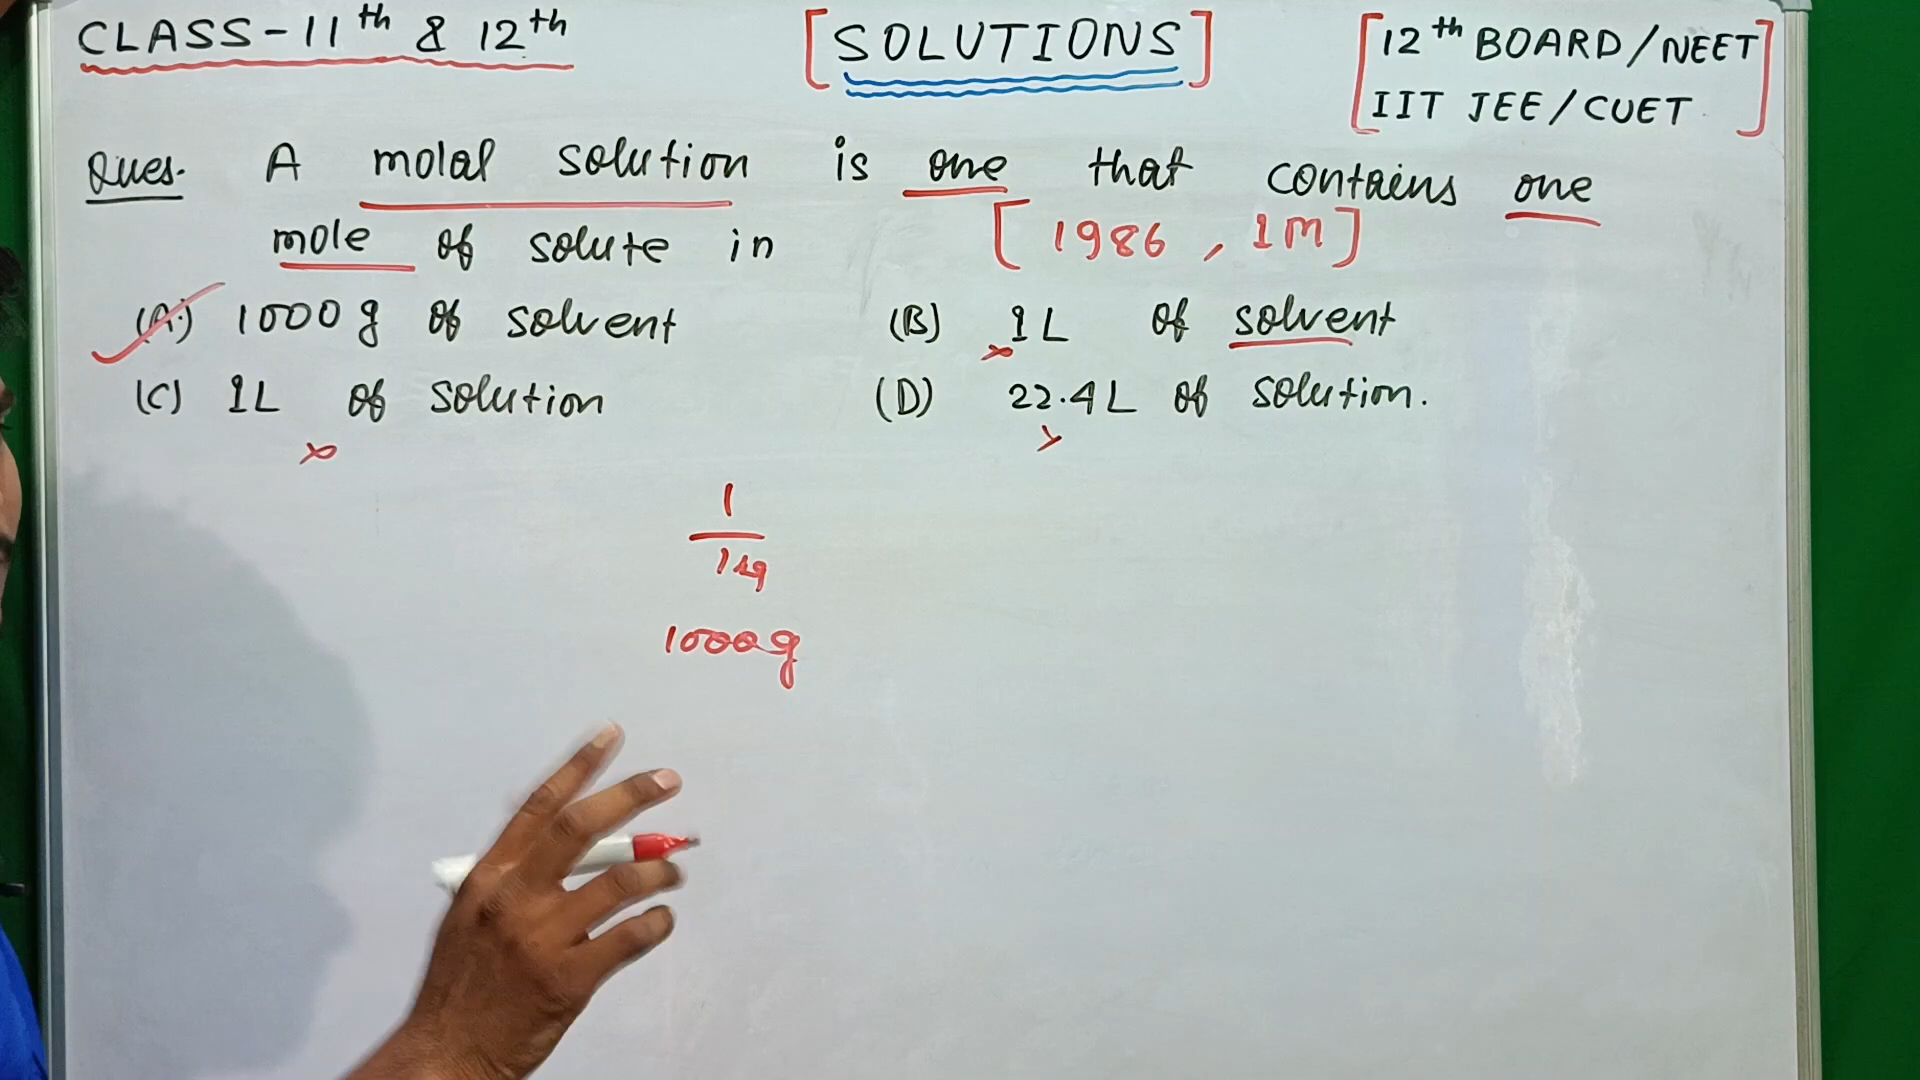 CLASS-11th & 12th
[SOLUTIONS]
[12th BOARD/NEET
IIT JEE/CUET]
Ques. A molal solution is one that contains one
mole of solute in [1986, 1M]
(A.) 1000 g of solvent
(B) 1L of solvent
(C) 1L of solution
(D) 22.4L of solution.
1
1kg
1000g